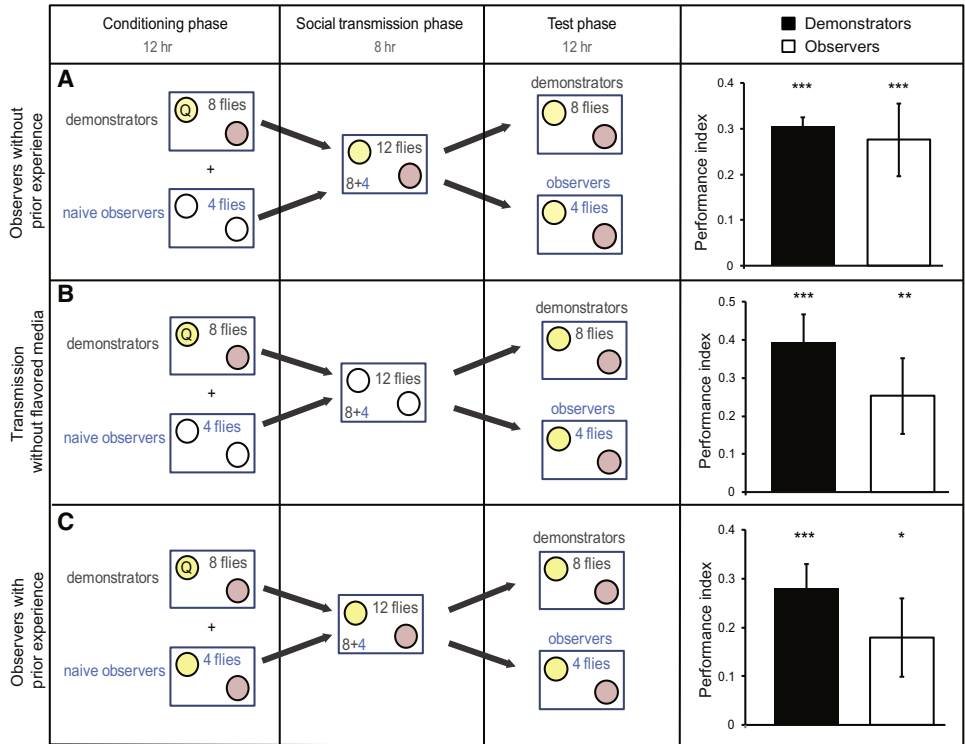 Conditioning phase
12 hr
Social transmission phase
8 hr
Test phase
12 hr
Demonstrators
Observers
Observers without
prior experience
A
demonstrators
Q
8 flies
+
naive observers
4 flies
12 flies
8+4
demonstrators
8 flies
observers
4 flies
Performance index
0.4
0.3
0.2
0.1
0
***
***
Transmission
without flavored media
B
demonstrators
Q
8 flies
+
naive observers
4 flies
12 flies
8+4
demonstrators
8 flies
observers
4 flies
Performance index
0.5
0.4
0.3
0.2
0.1
0
***
**
Observers with
prior experience
C
demonstrators
Q
8 flies
+
naive observers
4 flies
12 flies
8+4
demonstrators
8 flies
observers
4 flies
Performance index
0.4
0.3
0.2
0.1
0
***
*